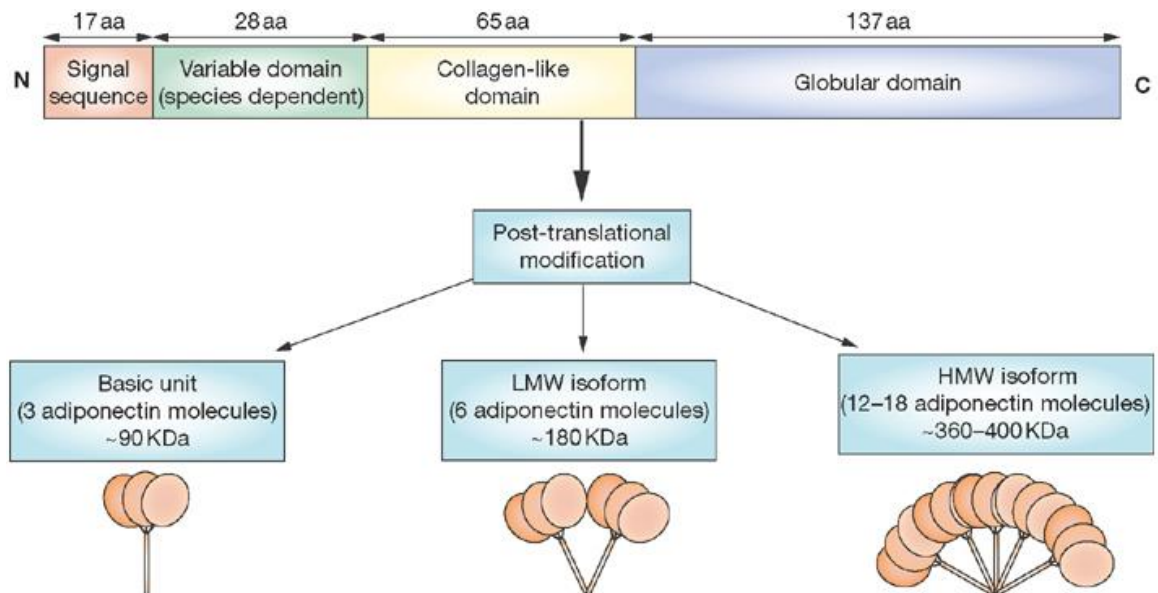 17 aa 28 aa 65 aa 137 aa
N Signal sequence Variable domain (species dependent) Collagen-like domain Globular domain C
Post-translational
modification
Basic unit
(3 adiponectin molecules)
~90 KDa
LMW isoform
(6 adiponectin molecules)
~180 KDa
HMW isoform
(12–18 adiponectin molecules)
~360–400 KDa